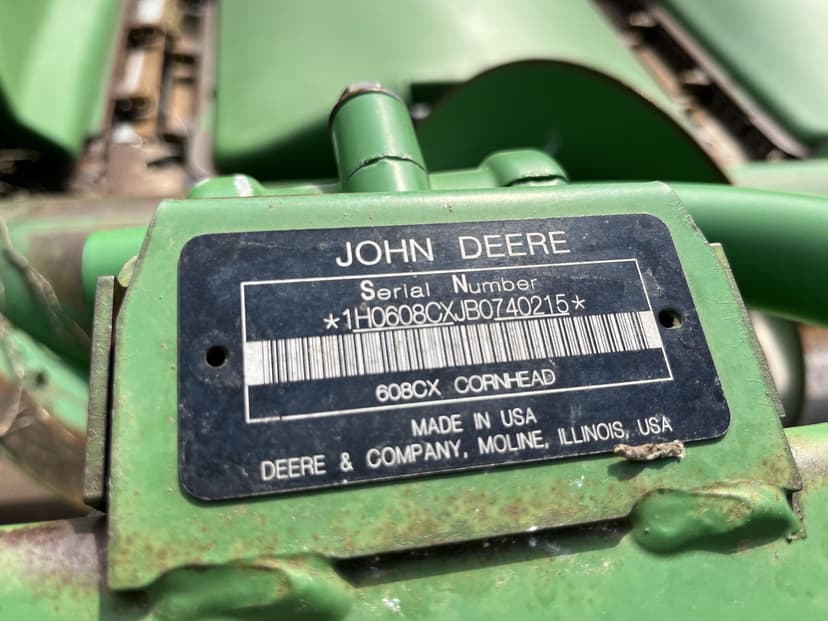 JOHN DEERE
Serial Number
*1H0608CXJB0740215*
608CX CORNHEAD
MADE IN USA
DEERE & COMPANY, MOLINE, ILLINOIS, USA